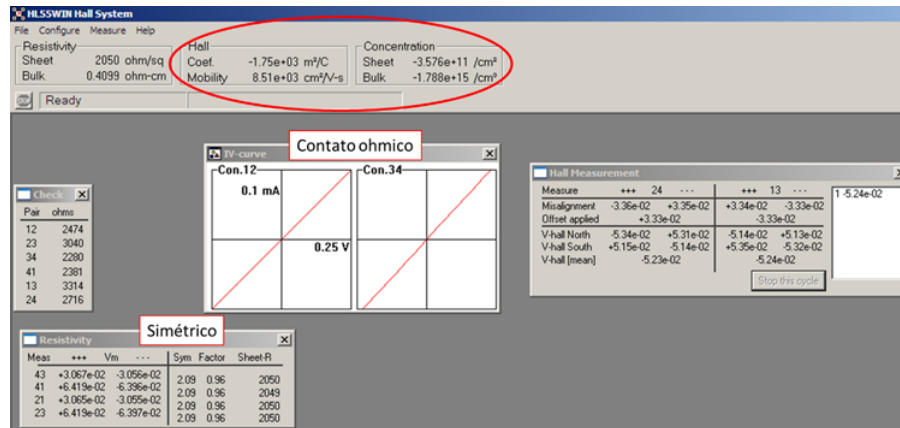 HL55WIN Hall System
File Configure Measure Help
Resistivity Hall Concentration
Sheet 2050 ohm/sq Coef. -1.75e+03 m²/C Sheet -3.576e+11 /cm²
Bulk 0.4099 ohm-cm Mobility 8.51e+03 cm²/V-s Bulk -1.788e+15 /cm³
STOP Ready
Contato ohmico
IV-curve
Con.12 Con.34
0.1 mA
0.25 V
Check
Pair ohms
12 2474
23 3040
34 2280
41 2381
13 3314
24 2716
Hall Measurement
Measure +++ 24 --- +++ 13 ---
Misalignment -3.36e-02 +3.35e-02 +3.34e-02 -3.33e-02
Offset applied +3.33e-02 -3.33e-02
V-hall North -5.34e-02 +5.31e-02 -5.14e-02 +5.13e-02
V-hall South +5.15e-02 -5.14e-02 +5.35e-02 -5.32e-02
V-hall [mean] -5.23e-02 -5.24e-02
1 -5.24e-02
Stop this cycle
Simétrico
Resistivity
Meas +++ Vm --- Sym Factor Sheet-R
43 +3.067e-02 -3.056e-02 2.09 0.96 2050
41 +6.419e-02 -6.396e-02 2.09 0.96 2049
21 +3.065e-02 -3.055e-02 2.09 0.96 2050
23 +6.419e-02 -6.397e-02 2.09 0.96 2050